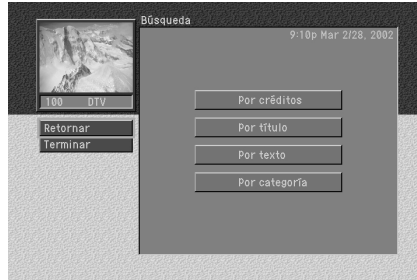 Búsqueda
9:10p Mar 2/28, 2002
100 DTV
Retornar
Terminar
Por créditos
Por título
Por texto
Por categoría